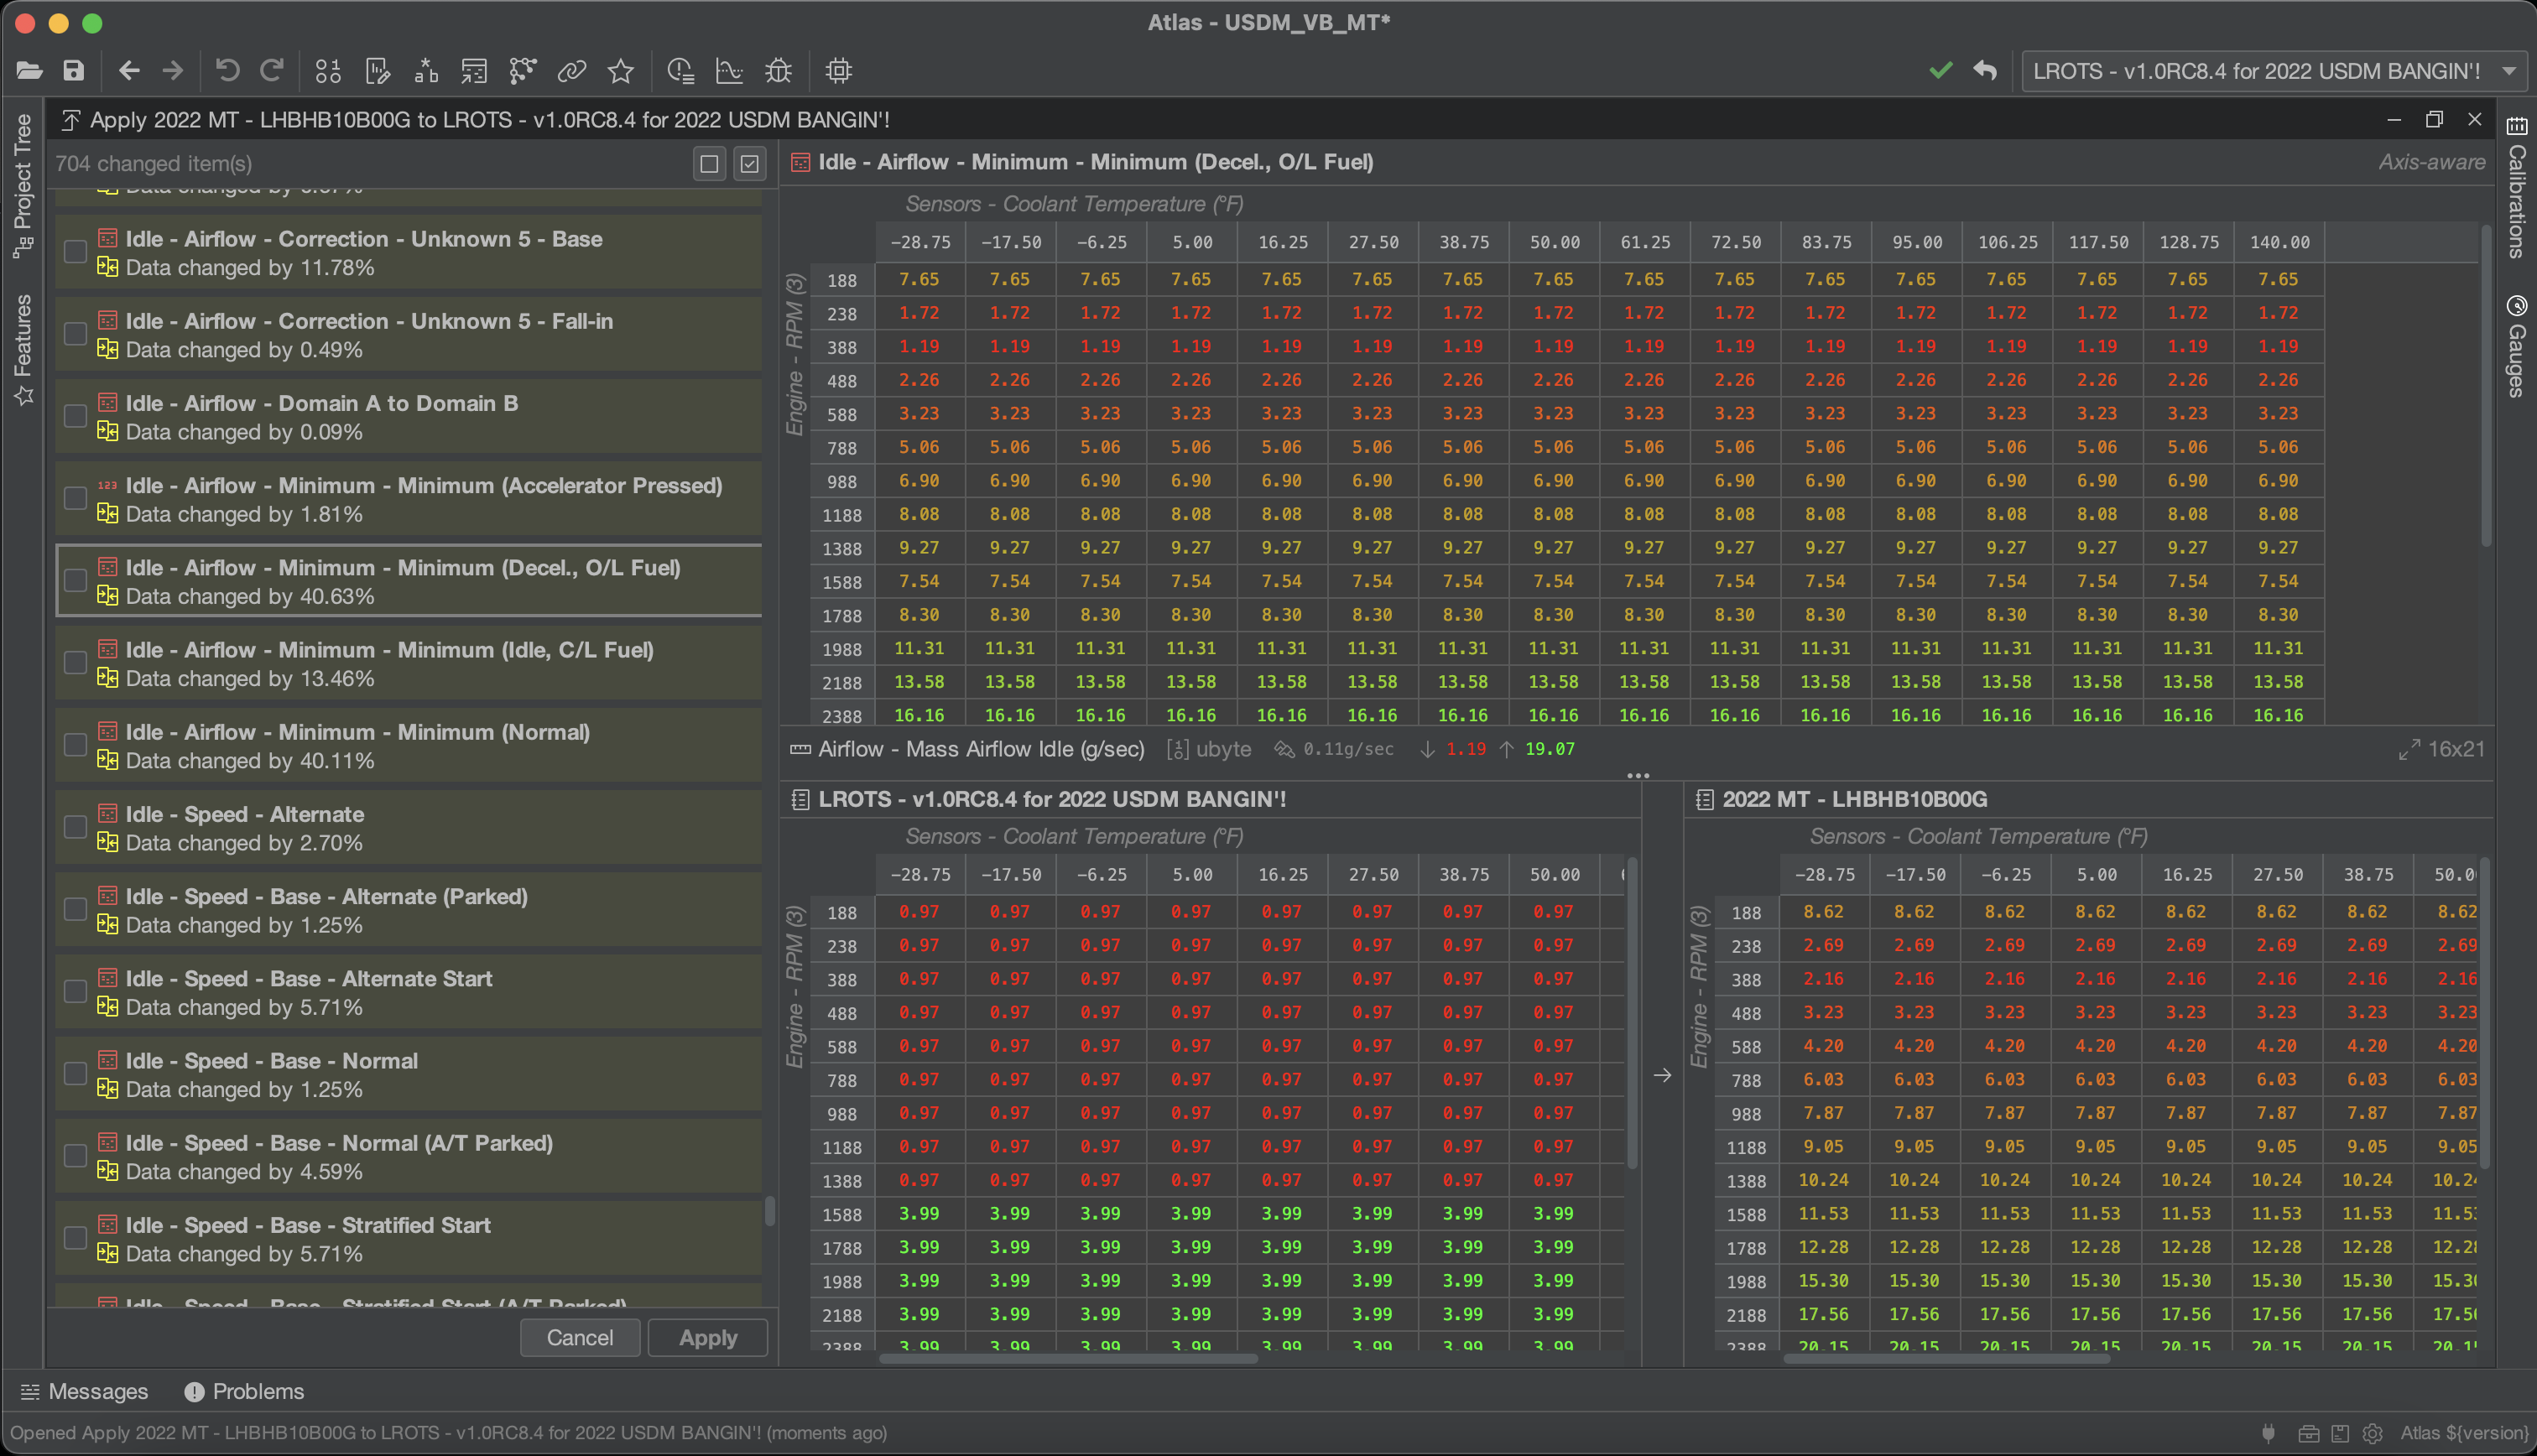 Atlas - USDM_VB_MT*
LROTS - v1.0RC8.4 for 2022 USDM BANGIN'!
Project Tree
Features
Calibrations
Gauges
Apply 2022 MT - LHBHB10B00G to LROTS - v1.0RC8.4 for 2022 USDM BANGIN'!
704 changed item(s)
Idle - Airflow - Correction - Unknown 5 - Base
Data changed by 11.78%
Idle - Airflow - Correction - Unknown 5 - Fall-in
Data changed by 0.49%
Idle - Airflow - Domain A to Domain B
Data changed by 0.09%
123 Idle - Airflow - Minimum - Minimum (Accelerator Pressed)
Data changed by 1.81%
Idle - Airflow - Minimum - Minimum (Decel., O/L Fuel)
Data changed by 40.63%
Idle - Airflow - Minimum - Minimum (Idle, C/L Fuel)
Data changed by 13.46%
Idle - Airflow - Minimum - Minimum (Normal)
Data changed by 40.11%
Idle - Speed - Alternate
Data changed by 2.70%
Idle - Speed - Base - Alternate (Parked)
Data changed by 1.25%
Idle - Speed - Base - Alternate Start
Data changed by 5.71%
Idle - Speed - Base - Normal
Data changed by 1.25%
Idle - Speed - Base - Normal (A/T Parked)
Data changed by 4.59%
Idle - Speed - Base - Stratified Start
Data changed by 5.71%
Idle - Speed - Base - Stratified Start (A/T Parked)
Cancel Apply
Idle - Airflow - Minimum - Minimum (Decel., O/L Fuel) Axis-aware
Sensors - Coolant Temperature (°F)
Engine - RPM (3)
-28.75 -17.50 -6.25 5.00 16.25 27.50 38.75 50.00 61.25 72.50 83.75 95.00 106.25 117.50 128.75 140.00
188 7.65 7.65 7.65 7.65 7.65 7.65 7.65 7.65 7.65 7.65 7.65 7.65 7.65 7.65 7.65 7.65
238 1.72 1.72 1.72 1.72 1.72 1.72 1.72 1.72 1.72 1.72 1.72 1.72 1.72 1.72 1.72 1.72
388 1.19 1.19 1.19 1.19 1.19 1.19 1.19 1.19 1.19 1.19 1.19 1.19 1.19 1.19 1.19 1.19
488 2.26 2.26 2.26 2.26 2.26 2.26 2.26 2.26 2.26 2.26 2.26 2.26 2.26 2.26 2.26 2.26
588 3.23 3.23 3.23 3.23 3.23 3.23 3.23 3.23 3.23 3.23 3.23 3.23 3.23 3.23 3.23 3.23
788 5.06 5.06 5.06 5.06 5.06 5.06 5.06 5.06 5.06 5.06 5.06 5.06 5.06 5.06 5.06 5.06
988 6.90 6.90 6.90 6.90 6.90 6.90 6.90 6.90 6.90 6.90 6.90 6.90 6.90 6.90 6.90 6.90
1188 8.08 8.08 8.08 8.08 8.08 8.08 8.08 8.08 8.08 8.08 8.08 8.08 8.08 8.08 8.08 8.08
1388 9.27 9.27 9.27 9.27 9.27 9.27 9.27 9.27 9.27 9.27 9.27 9.27 9.27 9.27 9.27 9.27
1588 7.54 7.54 7.54 7.54 7.54 7.54 7.54 7.54 7.54 7.54 7.54 7.54 7.54 7.54 7.54 7.54
1788 8.30 8.30 8.30 8.30 8.30 8.30 8.30 8.30 8.30 8.30 8.30 8.30 8.30 8.30 8.30 8.30
1988 11.31 11.31 11.31 11.31 11.31 11.31 11.31 11.31 11.31 11.31 11.31 11.31 11.31 11.31 11.31 11.31
2188 13.58 13.58 13.58 13.58 13.58 13.58 13.58 13.58 13.58 13.58 13.58 13.58 13.58 13.58 13.58 13.58
2388 16.16 16.16 16.16 16.16 16.16 16.16 16.16 16.16 16.16 16.16 16.16 16.16 16.16 16.16 16.16 16.16
Airflow - Mass Airflow Idle (g/sec) ubyte 0.11g/sec ↓ 1.19 ↑ 19.07 16x21
LROTS - v1.0RC8.4 for 2022 USDM BANGIN'!
Sensors - Coolant Temperature (°F)
Engine - RPM (3)
-28.75 -17.50 -6.25 5.00 16.25 27.50 38.75 50.00
188 0.97 0.97 0.97 0.97 0.97 0.97 0.97 0.97
238 0.97 0.97 0.97 0.97 0.97 0.97 0.97 0.97
388 0.97 0.97 0.97 0.97 0.97 0.97 0.97 0.97
488 0.97 0.97 0.97 0.97 0.97 0.97 0.97 0.97
588 0.97 0.97 0.97 0.97 0.97 0.97 0.97 0.97
788 0.97 0.97 0.97 0.97 0.97 0.97 0.97 0.97
988 0.97 0.97 0.97 0.97 0.97 0.97 0.97 0.97
1188 0.97 0.97 0.97 0.97 0.97 0.97 0.97 0.97
1388 0.97 0.97 0.97 0.97 0.97 0.97 0.97 0.97
1588 3.99 3.99 3.99 3.99 3.99 3.99 3.99 3.99
1788 3.99 3.99 3.99 3.99 3.99 3.99 3.99 3.99
1988 3.99 3.99 3.99 3.99 3.99 3.99 3.99 3.99
2188 3.99 3.99 3.99 3.99 3.99 3.99 3.99 3.99
2388 3.99 3.99 3.99 3.99 3.99 3.99 3.99 3.99
→
2022 MT - LHBHB10B00G
Sensors - Coolant Temperature (°F)
Engine - RPM (3)
-28.75 -17.50 -6.25 5.00 16.25 27.50 38.75 50.0
188 8.62 8.62 8.62 8.62 8.62 8.62 8.62 8.62
238 2.69 2.69 2.69 2.69 2.69 2.69 2.69 2.69
388 2.16 2.16 2.16 2.16 2.16 2.16 2.16 2.16
488 3.23 3.23 3.23 3.23 3.23 3.23 3.23 3.23
588 4.20 4.20 4.20 4.20 4.20 4.20 4.20 4.20
788 6.03 6.03 6.03 6.03 6.03 6.03 6.03 6.03
988 7.87 7.87 7.87 7.87 7.87 7.87 7.87 7.87
1188 9.05 9.05 9.05 9.05 9.05 9.05 9.05 9.05
1388 10.24 10.24 10.24 10.24 10.24 10.24 10.24 10.24
1588 11.53 11.53 11.53 11.53 11.53 11.53 11.53 11.53
1788 12.28 12.28 12.28 12.28 12.28 12.28 12.28 12.28
1988 15.30 15.30 15.30 15.30 15.30 15.30 15.30 15.30
2188 17.56 17.56 17.56 17.56 17.56 17.56 17.56 17.56
2388 20.15 20.15 20.15 20.15 20.15 20.15 20.15 20.1
Messages Problems
Opened Apply 2022 MT - LHBHB10B00G to LROTS - v1.0RC8.4 for 2022 USDM BANGIN'! (moments ago) Atlas ${version}